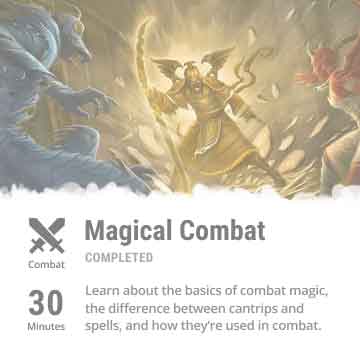 Magical Combat
COMPLETED
Combat
30
Minutes
Learn about the basics of combat magic,
the difference between cantrips and
spells, and how they're used in combat.